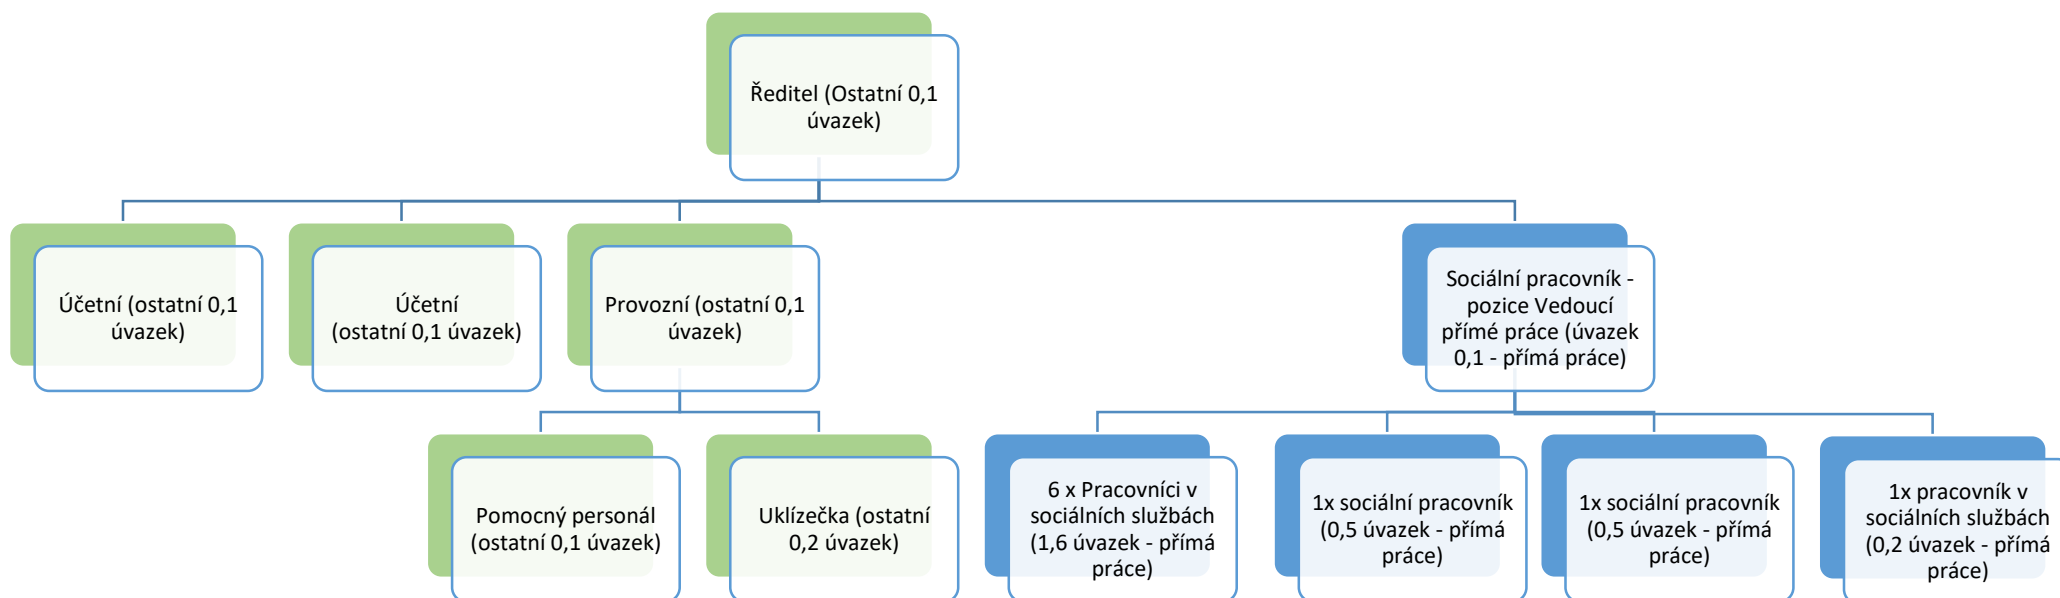 Ředitel (Ostatní 0,1
úvazek)
Účetní (ostatní 0,1
úvazek)
Účetní
(ostatní 0,1 úvazek)
Provozní (ostatní 0,1
úvazek)
Sociální pracovník -
pozice Vedoucí
přímé práce (úvazek
0,1 - přímá práce)
Pomocný personál
(ostatní 0,1 úvazek)
Uklízečka (ostatní
0,2 úvazek)
6 x Pracovníci v
sociálních službách
(1,6 úvazek - přímá
práce)
1x sociální pracovník
(0,5 úvazek - přímá
práce)
1x sociální pracovník
(0,5 úvazek - přímá
práce)
1x pracovník v
sociálních službách
(0,2 úvazek - přímá
práce)